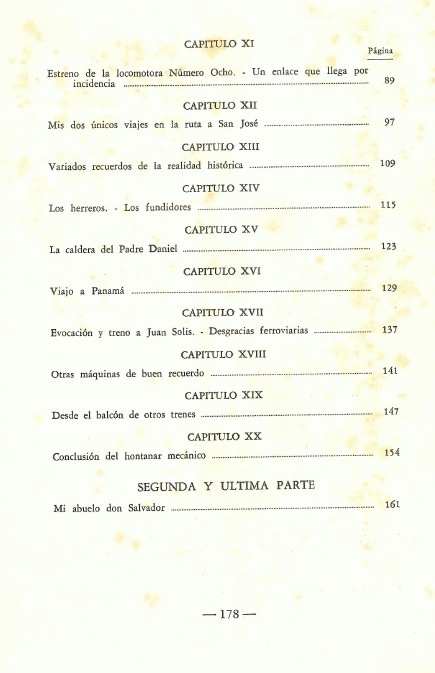 CAPITULO XI
Página
Estreno de la locomotora Número Ocho. - Un enlace que llega por
incidencia 89
CAPITULO XII
Mis dos únicos viajes en la ruta a San José 97
CAPITULO XIII
Variados recuerdos de la realidad histórica 109
CAPITULO XIV
Los herreros. - Los fundidores 115
CAPITULO XV
La caldera del Padre Daniel 123
CAPITULO XVI
Viajo a Panamá 129
CAPITULO XVII
Evocación y treno a Juan Solís. - Desgracias ferroviarias 137
CAPITULO XVIII
Otras máquinas de buen recuerdo 141
CAPITULO XIX
Desde el balcón de otros trenes 147
CAPITULO XX
Conclusión del hontanar mecánico 154
SEGUNDA Y ULTIMA PARTE
Mi abuelo don Salvador 161
— 178 —